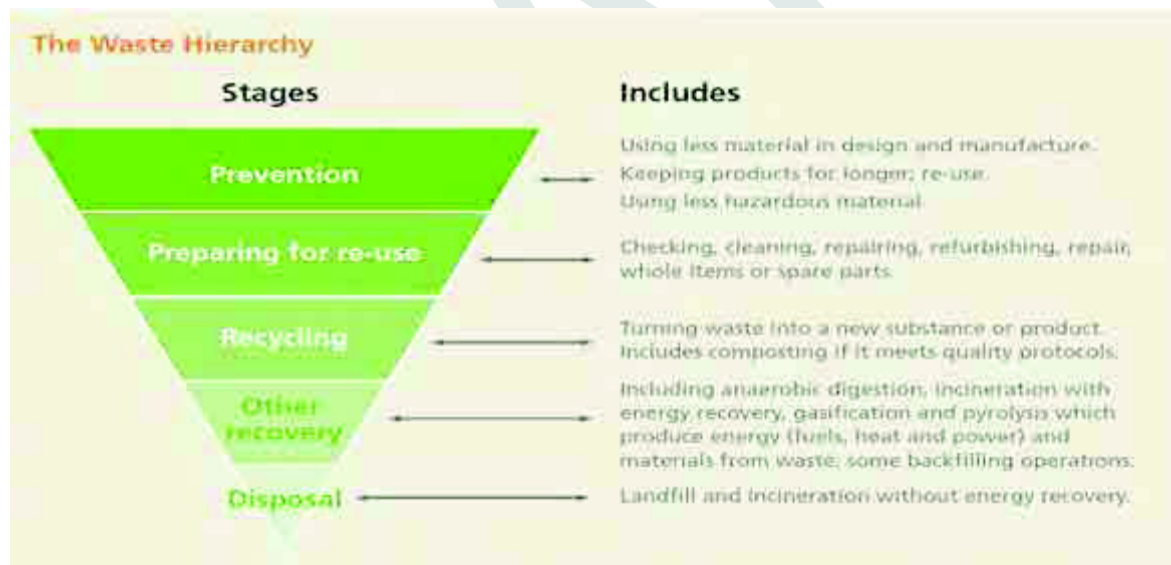 The Waste Hierarchy
Stages
Includes
Prevention
Using less material in design and manufacture.
Keeping products for longer; re-use.
Using less hazardous material.
Preparing for re-use
Checking, cleaning, repairing, refurbishing, repair,
whole items or spare parts.
Recycling
Turning waste into a new substance or product.
Includes composting if it meets quality protocols.
Other
recovery
Including anaerobic digestion, incineration with
energy recovery, gasification and pyrolysis which
produce energy (fuels, heat and power) and
materials from waste; some backfilling operations.
Disposal
Landfill and incineration without energy recovery.